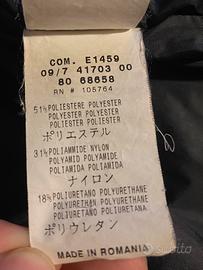 COM. E1459
09/7 41703 00
80 68658
RN # 105764
51% POLIESTERE POLYESTER
POLYESTER POLYESTER
POLIESTER POLIESTER
ポリエステル
31% POLIAMMIDE NYLON
POLYAMID POLYAMIDE
POLIAMIDA POLIAMIDA
ナイロン
18% POLIURETANO POLYURETHANE
POLYURETHAN POLYURETHANE
POLIURETANO
ポリウレタン
MADE IN ROMANIA
subito